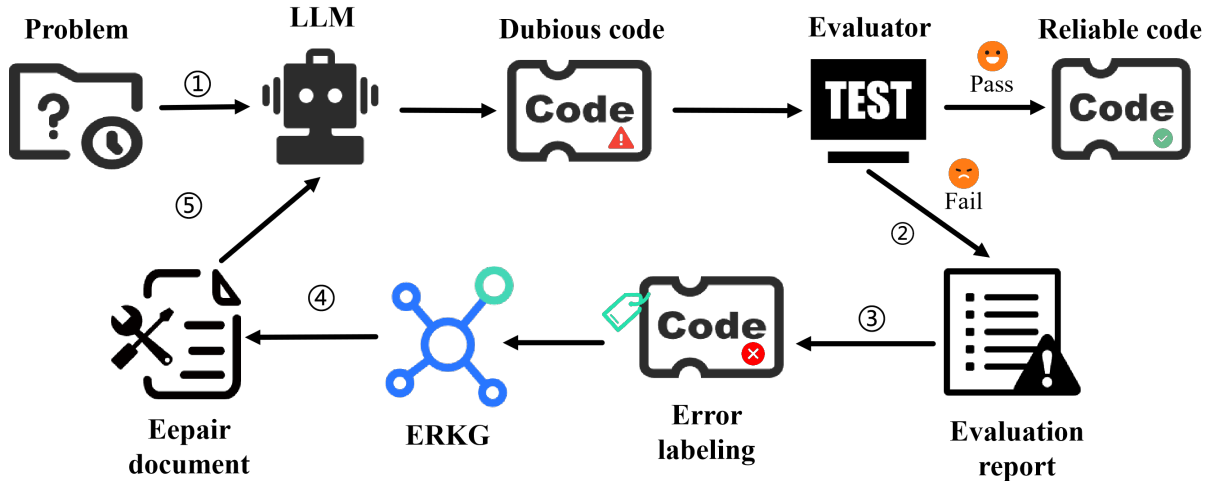 Problem
LLM
Dubious code
Evaluator
Reliable code
?
①
Code
TEST
Pass
Code
Fail
②
⑤
④
Code
③
Eepair
document
ERKG
Error
labeling
Evaluation
report